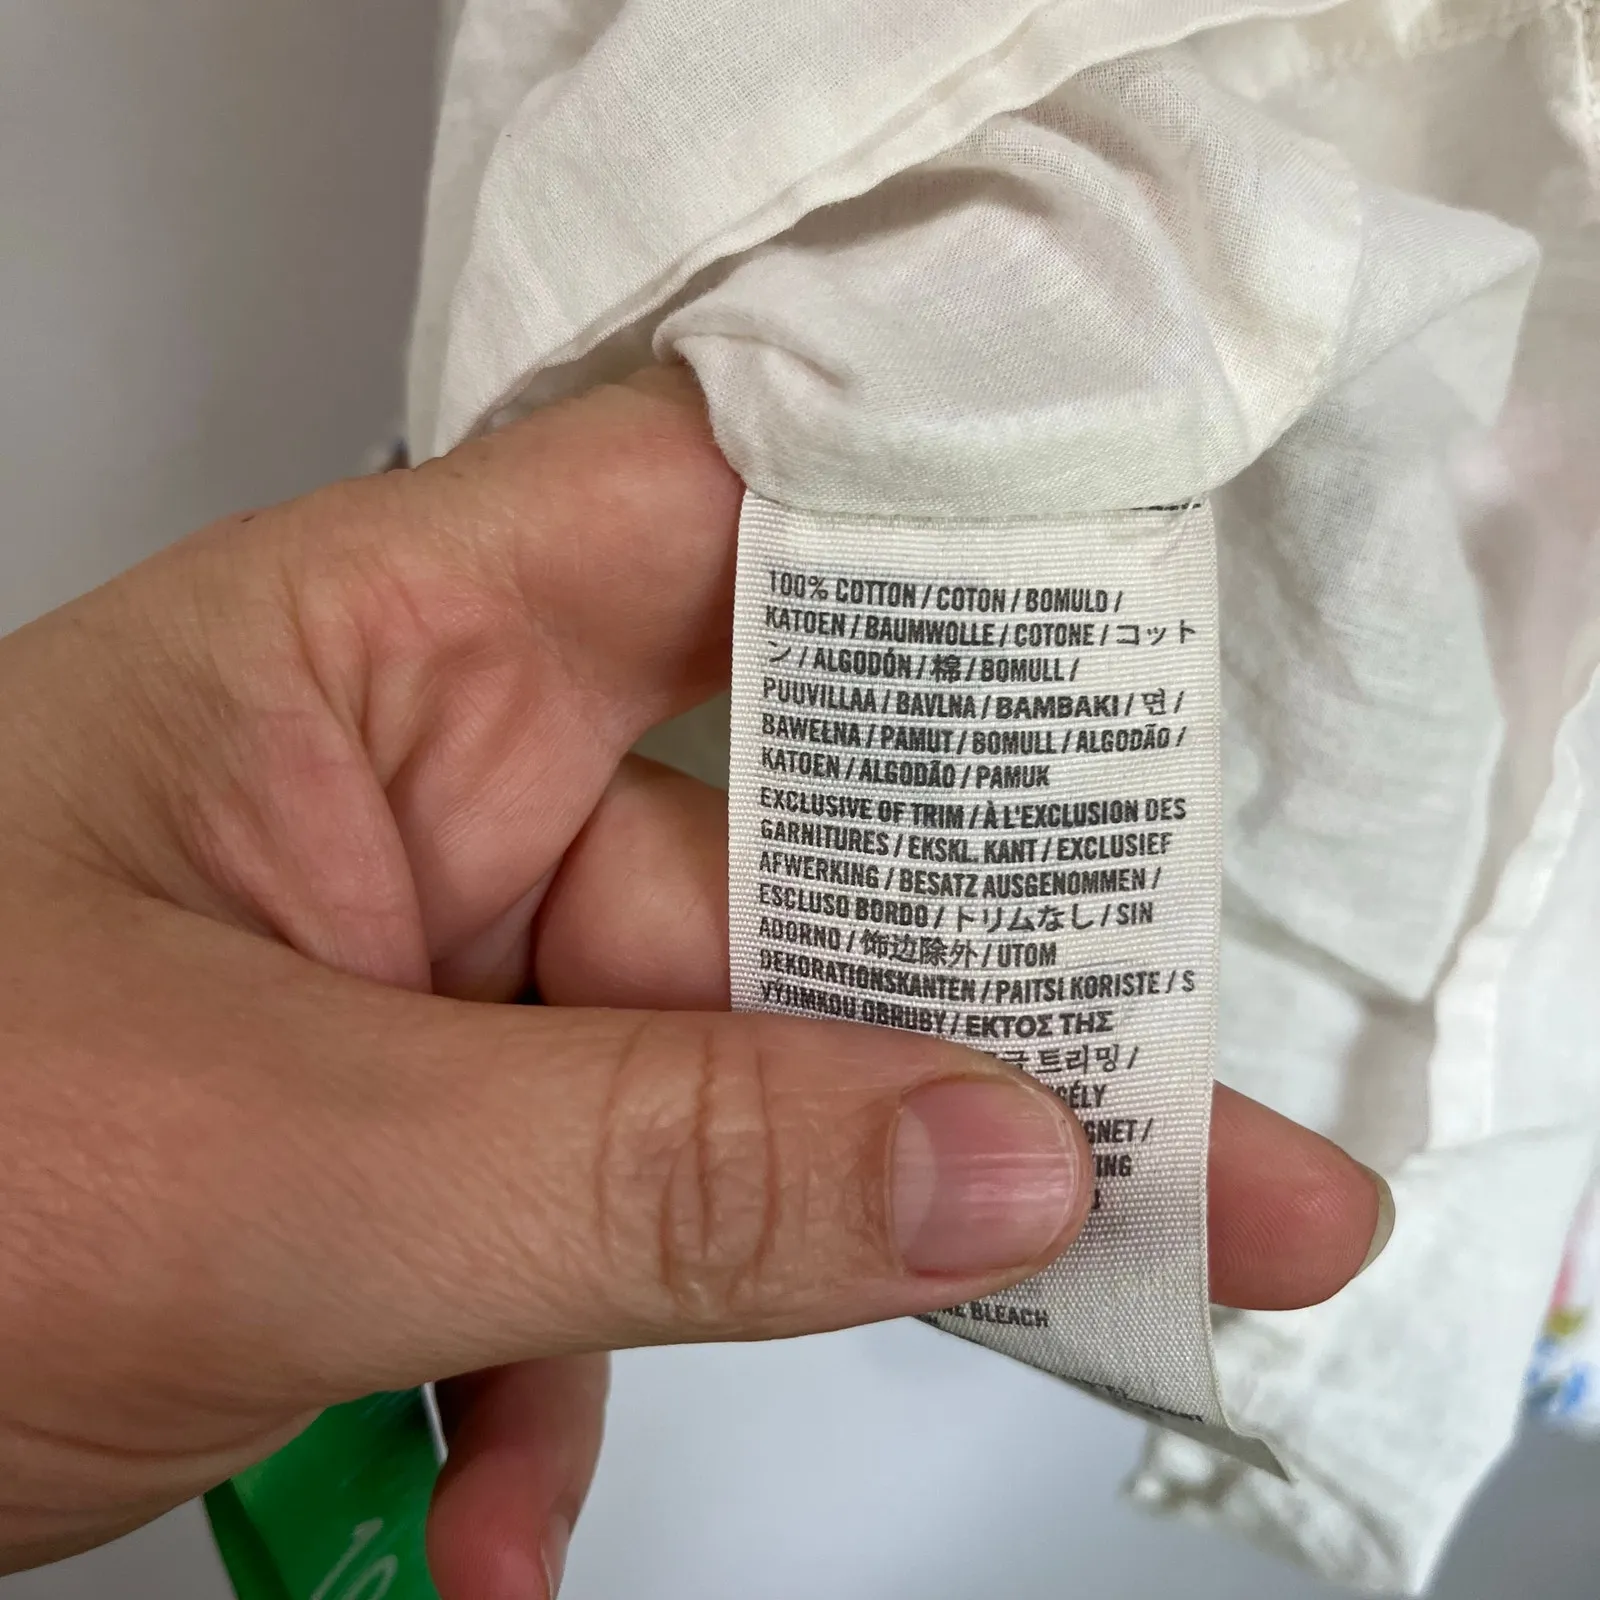 100% COTTON / COTON / BOMULD /
KATOEN / BAUMWOLLE / COTONE / コット
ン / ALGODÓN / 棉 / BOMULL /
PUUVILLAA / BAVLNA / BAMBAKI / 면 /
BAWEŁNA / PAMUT / BOMULL / ALGODÃO /
KATOEN / ALGODÃO / PAMUK
EXCLUSIVE OF TRIM / À L'EXCLUSION DES
GARNITURES / EKSKL. KANT / EXCLUSIEF
AFWERKING / BESATZ AUSGENOMMEN /
ESCLUSO BORDO / トリムなし / SIN
ADORNO / 饰边除外 / UTOM
DEKORATIONSKANTEN / PAITSI KORISTE / S
VÝJIMKOU OBRUBY / ΕΚΤΟΣ ΤΗΣ
트리밍 /
BLEACH